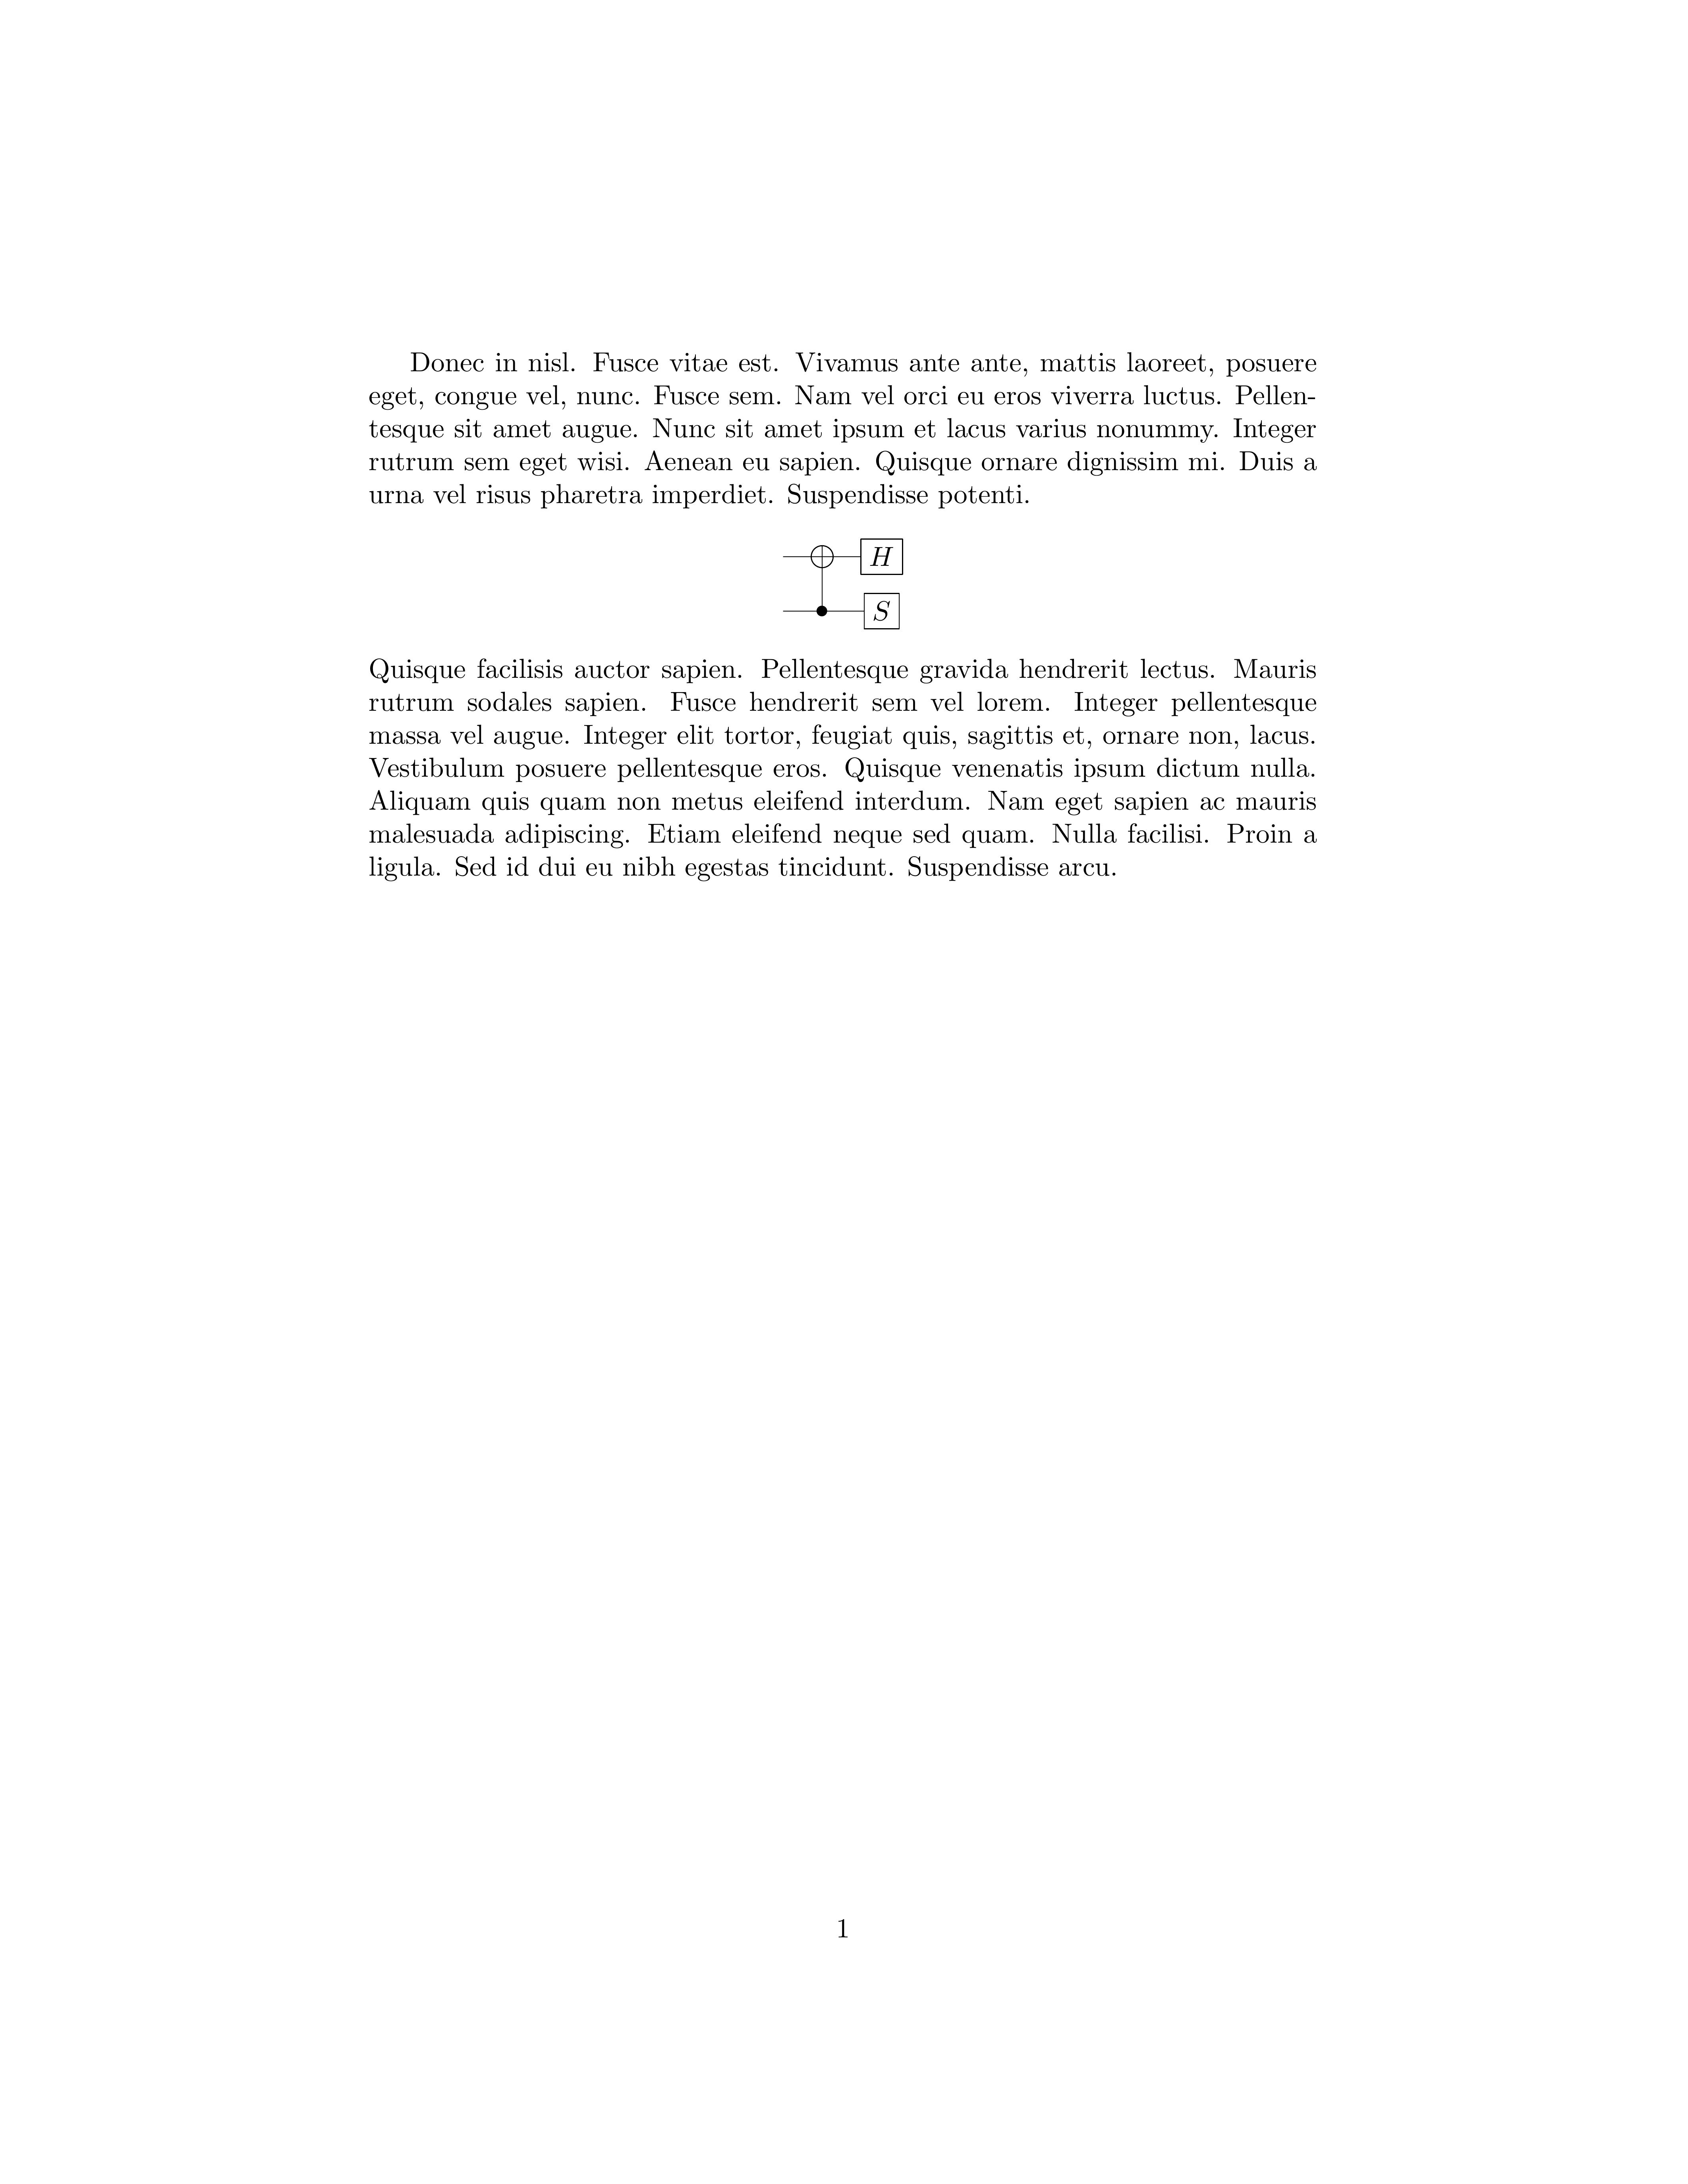 Donec in nisl. Fusce vitae est. Vivamus ante ante, mattis laoreet, posuere
eget, congue vel, nunc. Fusce sem. Nam vel orci eu eros viverra luctus. Pellen-
tesque sit amet augue. Nunc sit amet ipsum et lacus varius nonummy. Integer
rutrum sem eget wisi. Aenean eu sapien. Quisque ornare dignissim mi. Duis a
urna vel risus pharetra imperdiet. Suspendisse potenti.
H
S
Quisque facilisis auctor sapien. Pellentesque gravida hendrerit lectus. Mauris
rutrum sodales sapien. Fusce hendrerit sem vel lorem. Integer pellentesque
massa vel augue. Integer elit tortor, feugiat quis, sagittis et, ornare non, lacus.
Vestibulum posuere pellentesque eros. Quisque venenatis ipsum dictum nulla.
Aliquam quis quam non metus eleifend interdum. Nam eget sapien ac mauris
malesuada adipiscing. Etiam eleifend neque sed quam. Nulla facilisi. Proin a
ligula. Sed id dui eu nibh egestas tincidunt. Suspendisse arcu.
1